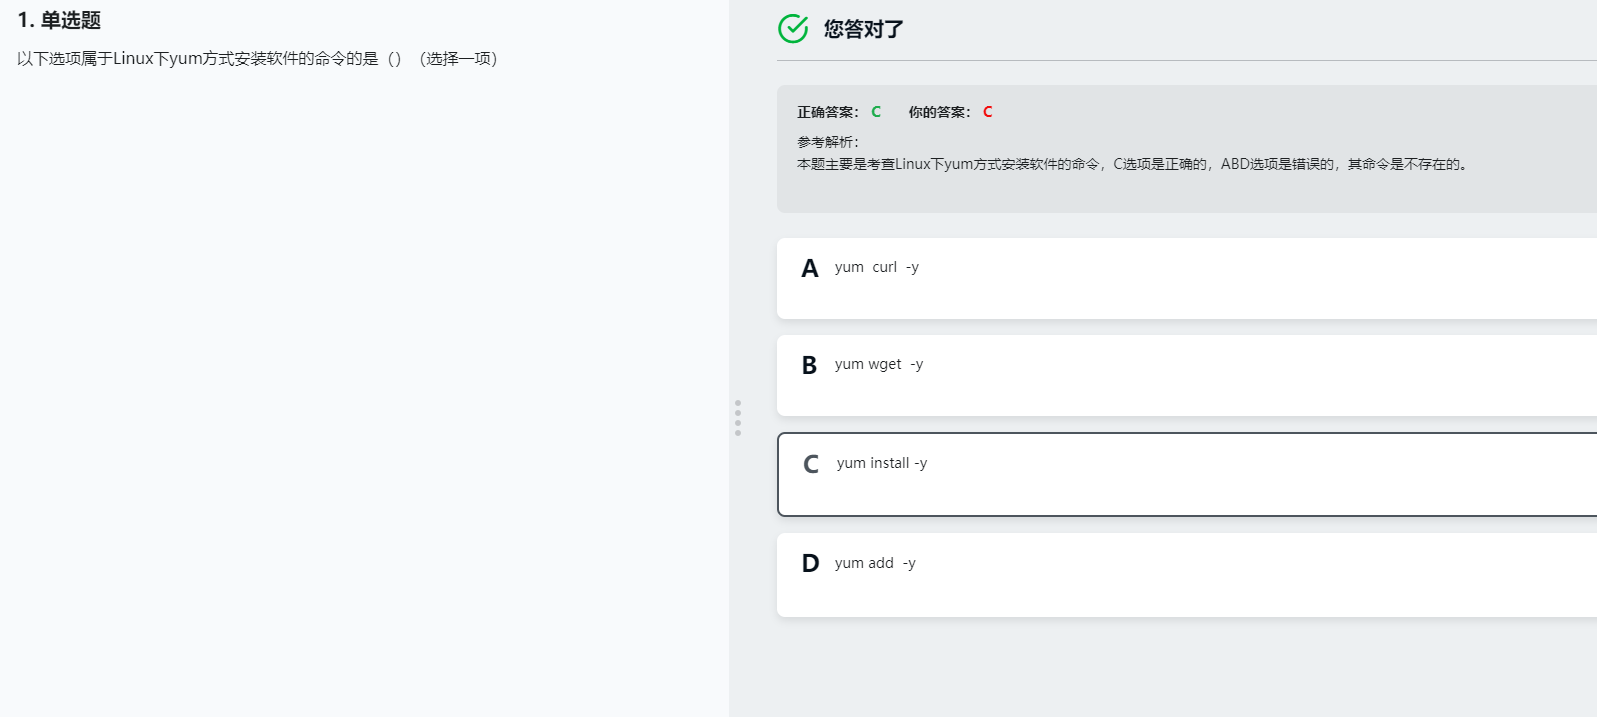 1. 单选题
以下选项属于Linux下yum方式安装软件的命令的是（）（选择一项）
您答对了
正确答案： C 你的答案： C
参考解析：
本题主要是考查Linux下yum方式安装软件的命令，C选项是正确的，ABD选项是错误的，其命令是不存在的。
A yum curl -y
B yum wget -y
C yum install -y
D yum add -y